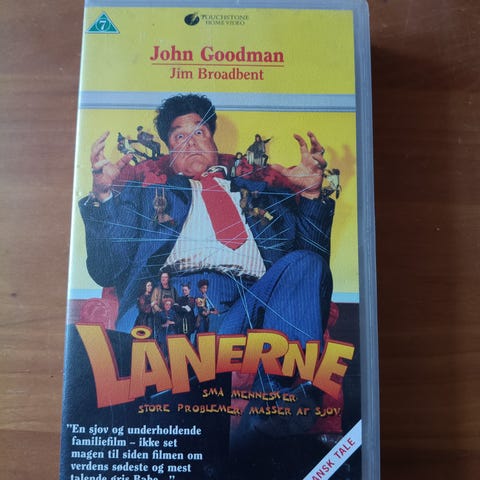 7
TOUCHSTONE
HOME VIDEO
John Goodman
Jim Broadbent
LÅNERNE
SMÅ MENNESKER.
STORE PROBLEMER. MASSER AF SJOV.
"En sjov og underholdende
familiefilm - ikke set
magen til siden filmen om
verdens sødeste og mest
talende gris Babe..."
DANSK TALE